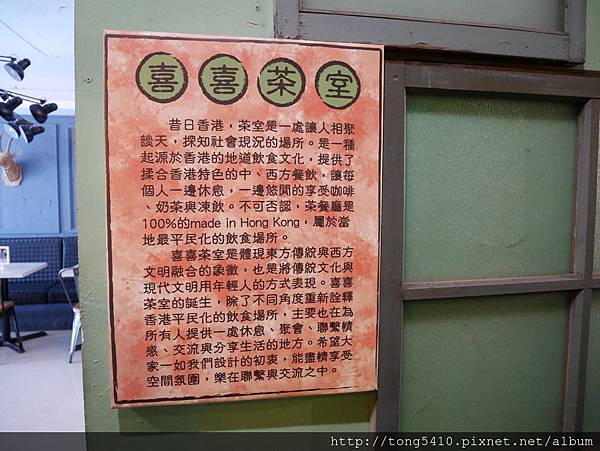 喜喜茶室
昔日香港，茶室是一處讓人相聚
談天，探知社會現況的場所。是一種
起源於香港的地道飲食文化，提供了
揉合香港特色的中、西方餐飲，讓每
個人一邊休息，一邊悠閒的享受咖啡
、奶茶與凍飲。不可否認，茶餐廳是
100%的made in Hong Kong，屬於當
地最平民化的飲食場所。
喜喜茶室是體現東方傳說與西方
文明融合的象徵，也是將傳統文化與
現代文明用年輕人的方式表現。喜喜
茶室的誕生，除了不同角度重新詮釋
香港平民化的飲食場所，主要也在為
所有人提供一處休息、聚會、聯繫情
感、交流與分享生活的地方。希望大
家一如我們設計的初衷，能盡情享受
空間氛圍，樂在聯繫與交流之中。
http://tong5410.pixnet.net/blog